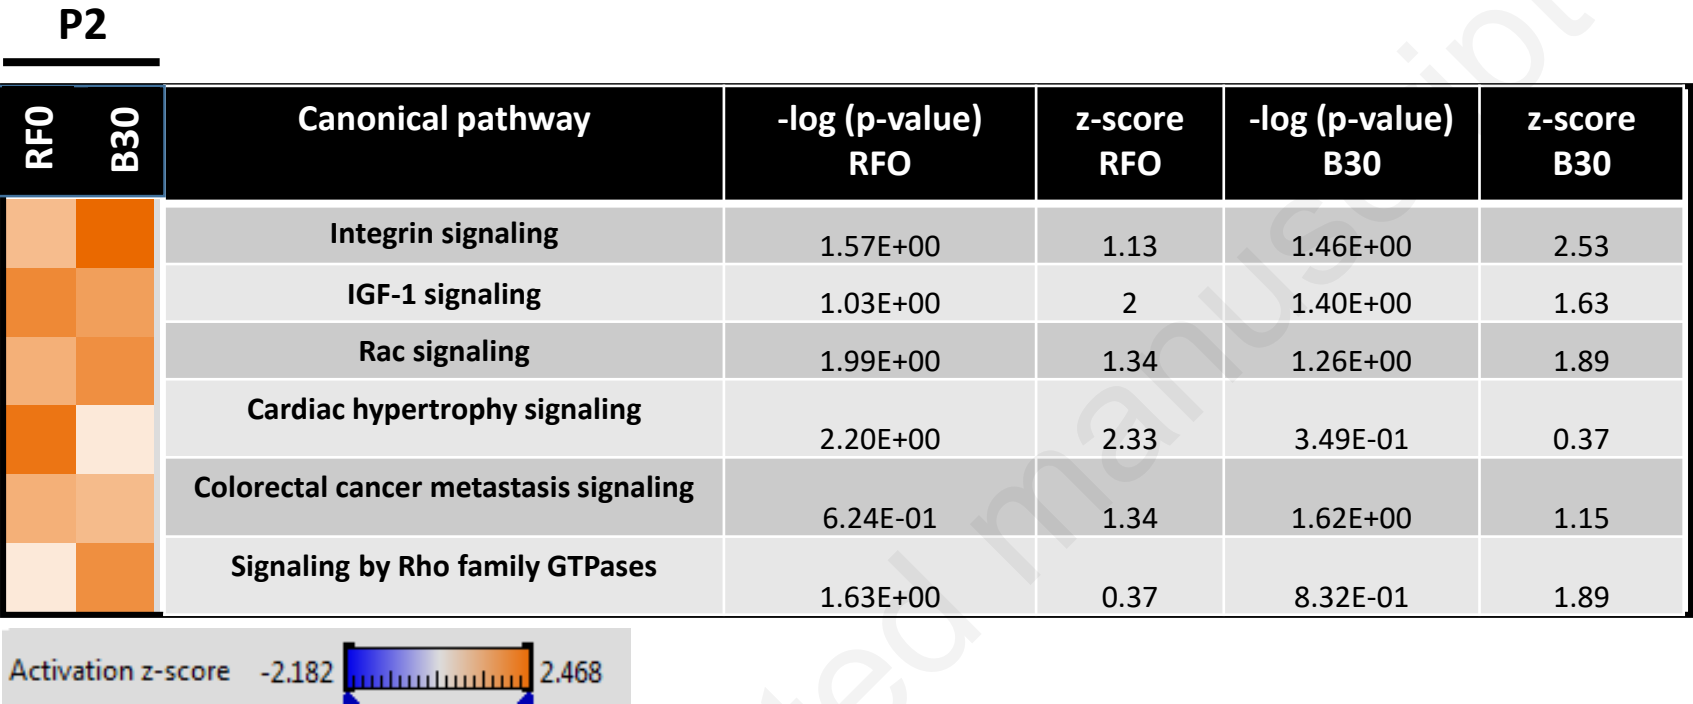 P2
RF0
B30
Canonical pathway
-log (p-value)
RFO
z-score
RFO
-log (p-value)
B30
z-score
B30
Integrin signaling 1.57E+00 1.13 1.46E+00 2.53
IGF-1 signaling 1.03E+00 2 1.40E+00 1.63
Rac signaling 1.99E+00 1.34 1.26E+00 1.89
Cardiac hypertrophy signaling 2.20E+00 2.33 3.49E-01 0.37
Colorectal cancer metastasis signaling 6.24E-01 1.34 1.62E+00 1.15
Signaling by Rho family GTPases 1.63E+00 0.37 8.32E-01 1.89
Activation z-score -2.182 2.468
ted manuscript